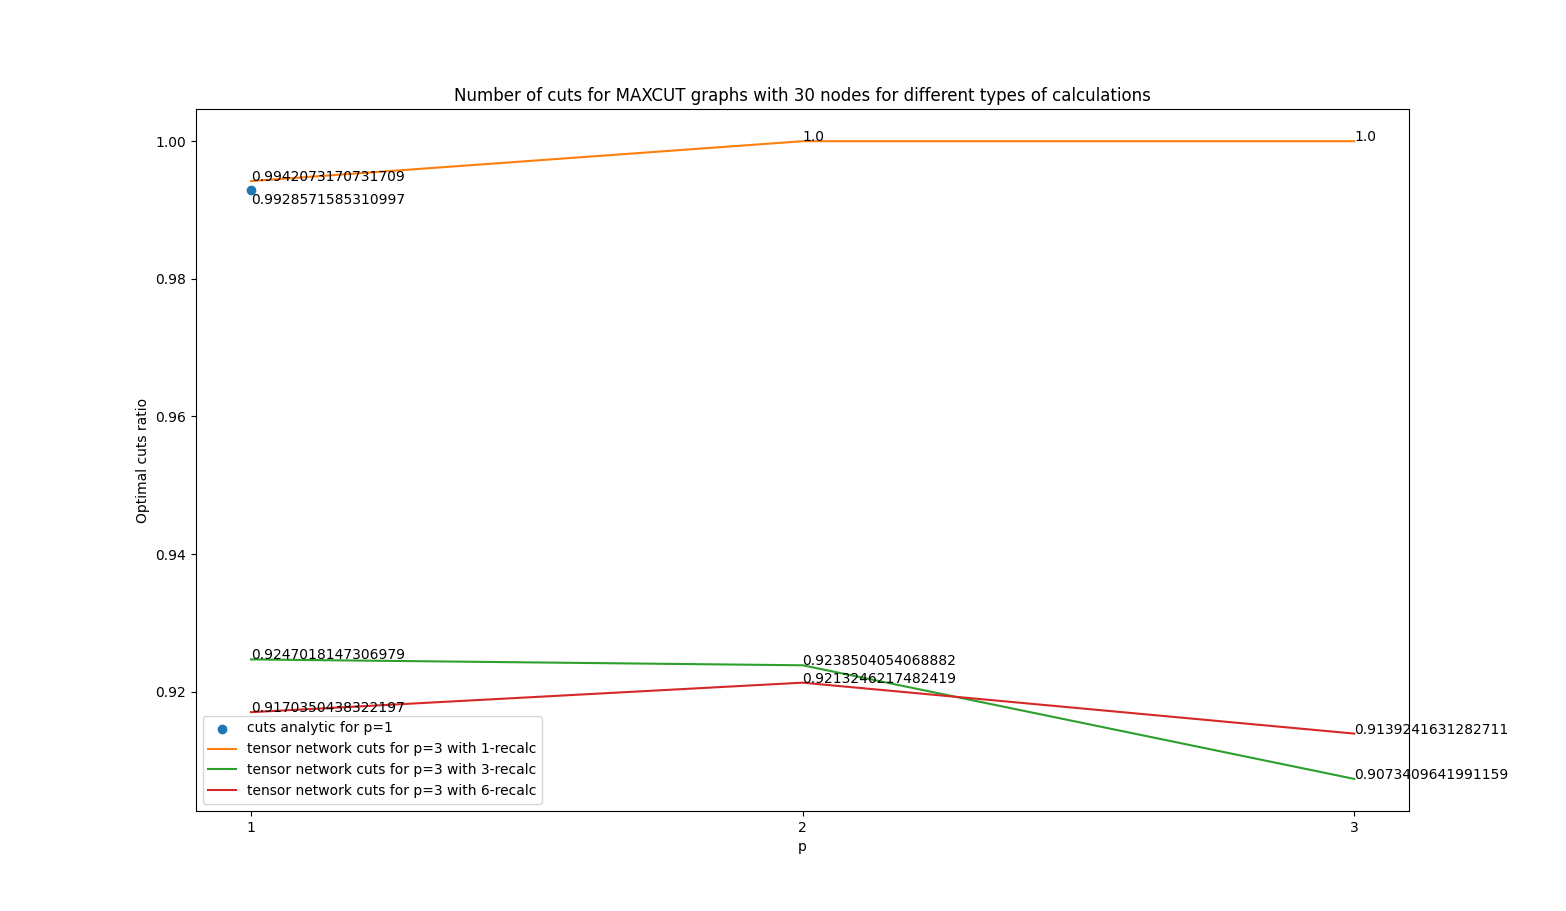 Number of cuts for MAXCUT graphs with 30 nodes for different types of calculations
Optimal cuts ratio
1.00
0.98
0.96
0.94
0.92
0.9942073170731709
0.9928571585310997
1.0
1.0
0.9247018147306979
0.9238504054068882
0.9213246217482419
0.9170350438322197
0.9139241631282711
0.9073409641991159
cuts analytic for p=1
tensor network cuts for p=3 with 1-recalc
tensor network cuts for p=3 with 3-recalc
tensor network cuts for p=3 with 6-recalc
1
2
3
p